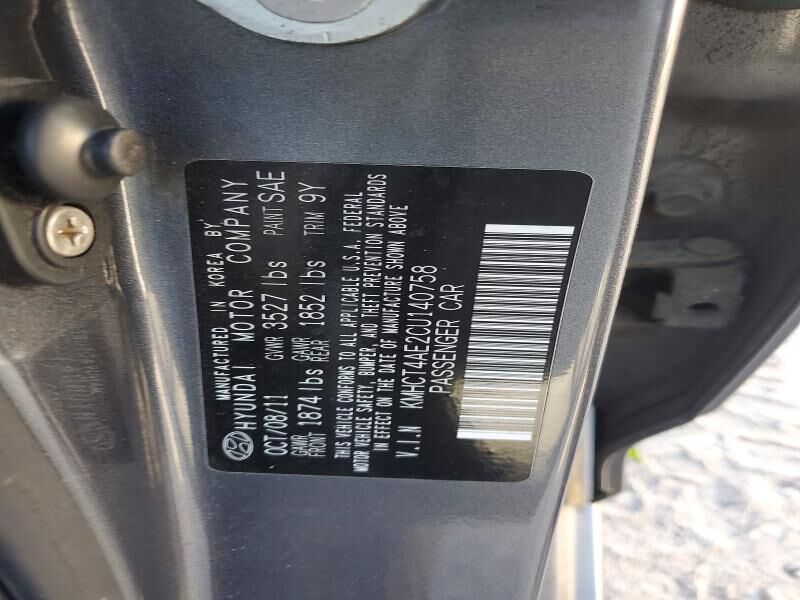 MANUFACTURED IN KOREA BY
HYUNDAI MOTOR COMPANY
OCT/08/11 GVWR 3527 lbs PAINT SAE
GAWR FRONT 1874 lbs GAWR REAR 1852 lbs TRIM 9Y
THIS VEHICLE CONFORMS TO ALL APPLICABLE U.S.A. FEDERAL
MOTOR VEHICLE SAFETY, BUMPER, AND THEFT PREVENTION STANDARDS
IN EFFECT ON THE DATE OF MANUFACTURE SHOWN ABOVE
V.I.N KMHCT4AE2CU140758
PASSENGER CAR